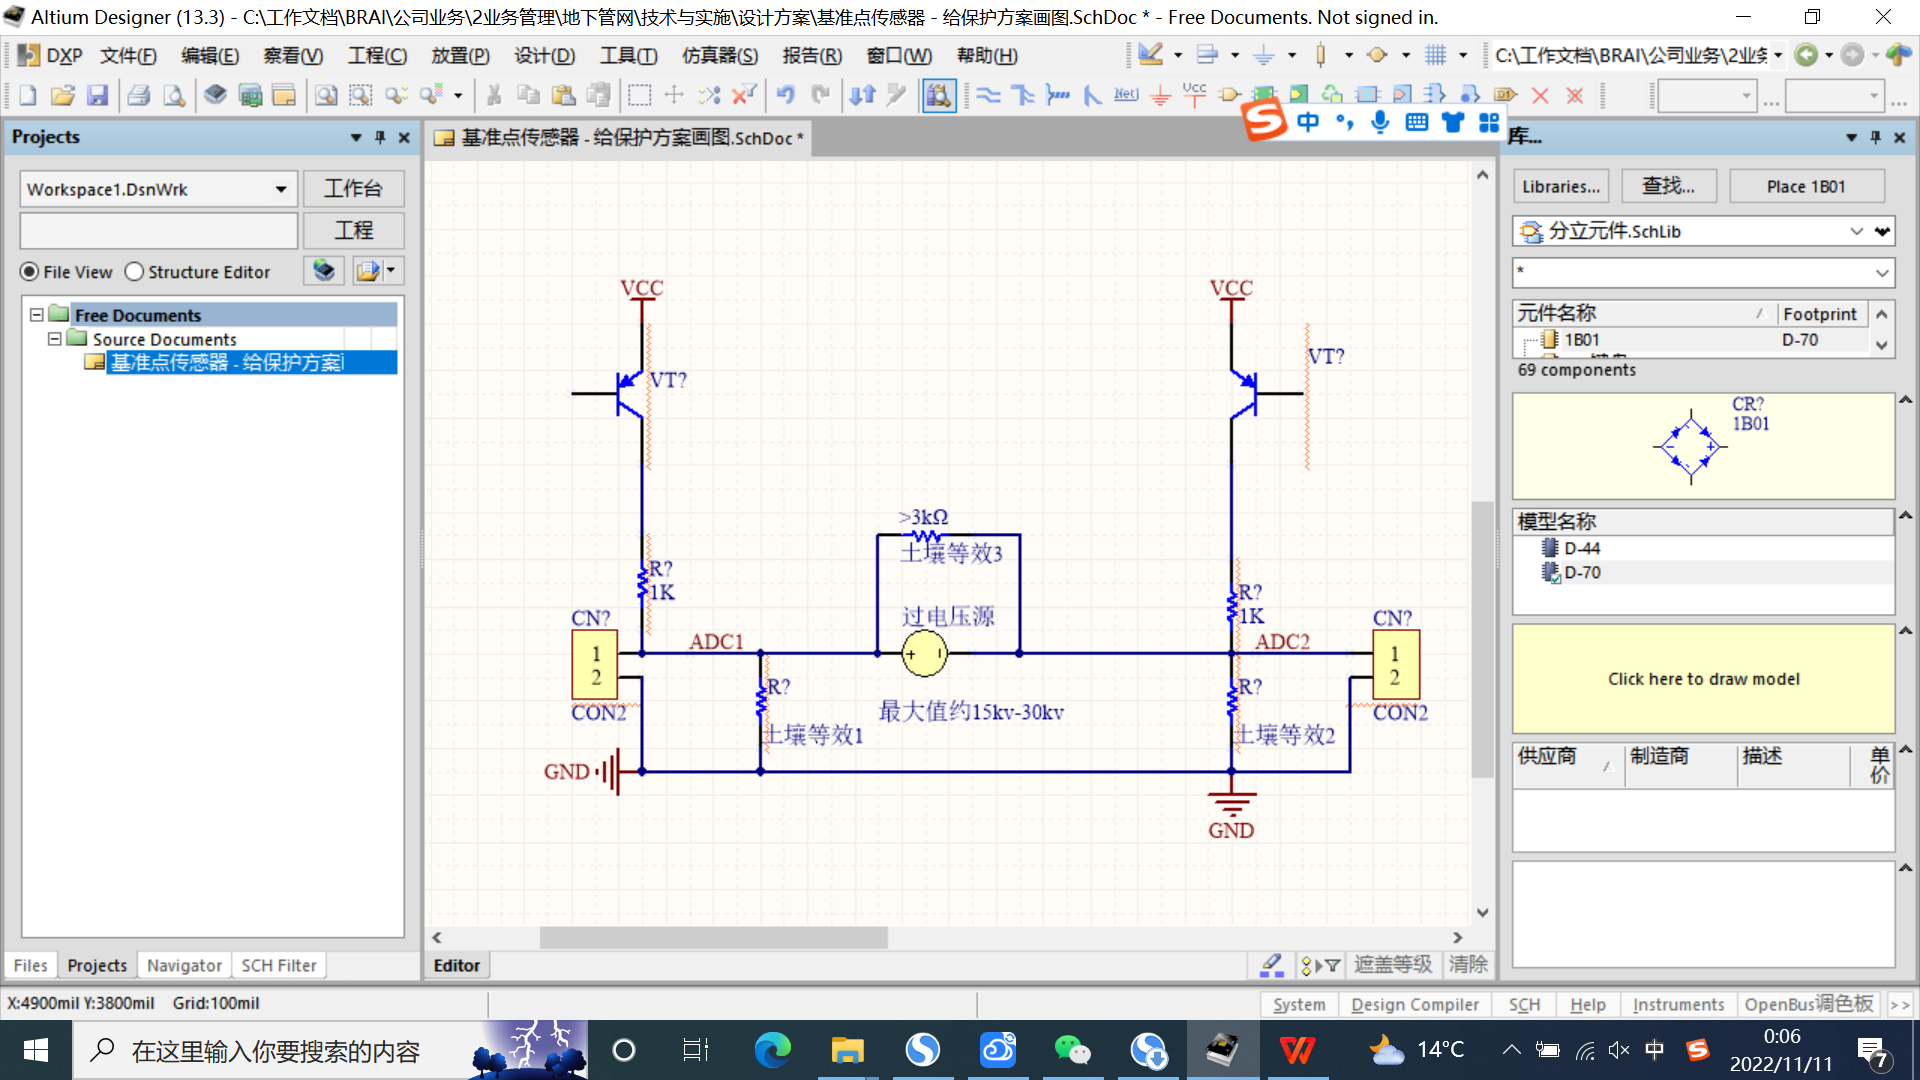 Altium Designer (13.3) - C:\工作文档\BRAI\公司业务\2业务管理\地下管网\技术与实施\设计方案\基准点传感器 - 给保护方案画图.SchDoc * - Free Documents. Not signed in.
DXP 文件(F) 编辑(E) 察看(V) 工程(C) 放置(P) 设计(D) 工具(T) 仿真器(S) 报告(R) 窗口(W) 帮助(H)
C:\工作文档\BRAI\公司业务\2业务
Net
Vcc
D1
中
Projects
基准点传感器 - 给保护方案画图.SchDoc *
库...
Workspace1.DsnWrk
工作台
工程
File View
Structure Editor
Free Documents
Source Documents
基准点传感器 - 给保护方案画
VCC
VCC
VT?
VT?
>3kΩ
土壤等效3
R?
1K
R?
1K
过电压源
CN?
ADC1
ADC2
CN?
1
2
CON2
+
1
2
CON2
R?
土壤等效1
最大值约15kv-30kv
R?
土壤等效2
GND
GND
Libraries...
查找...
Place 1B01
分立元件.SchLib
*
元件名称
Footprint
1B01
D-70
69 components
CR?
1B01
模型名称
D-44
D-70
Click here to draw model
供应商
制造商
描述
单价
Files
Projects
Navigator
SCH Filter
Editor
遮盖等级
清除
X:4900mil Y:3800mil Grid:100mil
System
Design Compiler
SCH
Help
Instruments
OpenBus调色板
>>
在这里输入你要搜索的内容
14°C
中
0:06
2022/11/11
7